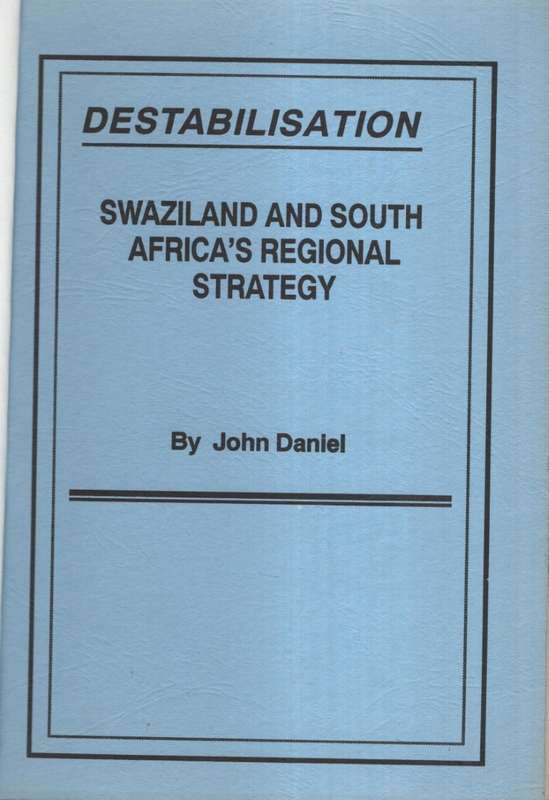 DESTABILISATION
SWAZILAND AND SOUTH
AFRICA'S REGIONAL
STRATEGY
By John Daniel